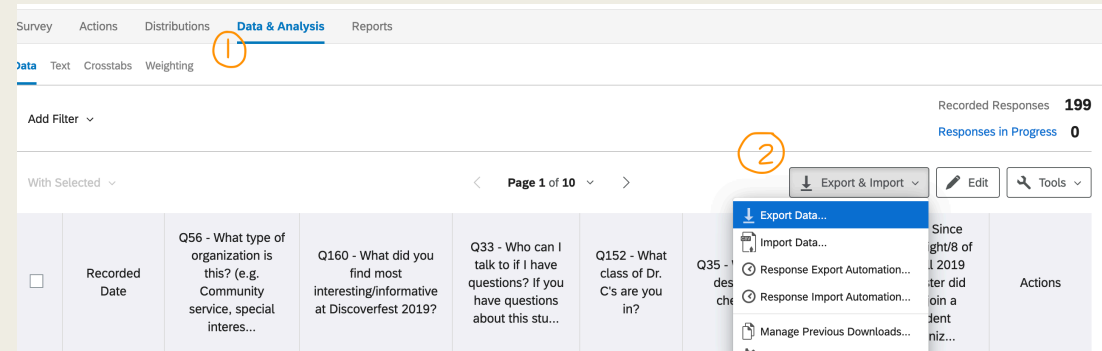 Survey Actions Distributions Data & Analysis Reports
1
Data Text Crosstabs Weighting
Add Filter
Recorded Responses 199
Responses in Progress 0
2
With Selected
Page 1 of 10
Export & Import
Edit
Tools
Export Data...
Import Data...
Response Export Automation...
Response Import Automation...
Manage Previous Downloads...
Recorded
Date
Q56 - What type of
organization is
this? (e.g.
Community
service, special
interes...
Q160 - What did you
find most
interesting/informative
at Discoverfest 2019?
Q33 - Who can I
talk to if I have
questions? If you
have questions
about this stu...
Q152 - What
class of Dr.
C's are you
in?
Q35 -
des
che
Since
ght/8 of
2019
ster did
oin a
dent
niz...
Actions